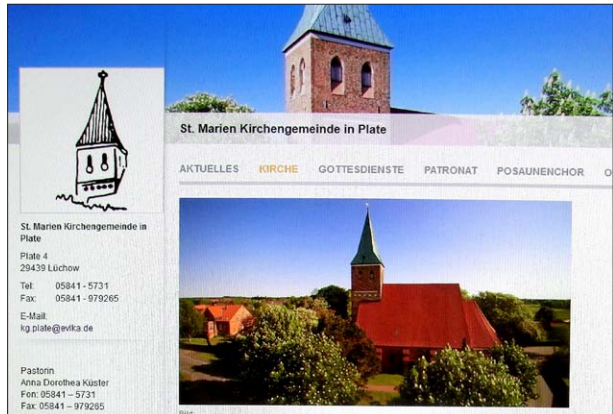 St. Marien Kirchengemeinde in Plate
AKTUELLES KIRCHE GOTTESDIENSTE PATRONAT POSAUNENCHOR
St. Marien Kirchengemeinde in
Plate
Plate 4
29439 Lüchow
Tel: 05841 - 5731
Fax: 05841 - 979265
E-Mail:
kg.plate@evlka.de
Pastorin
Anna Dorothea Küster
Fon: 05841 – 5731
Fax: 05841 – 979265